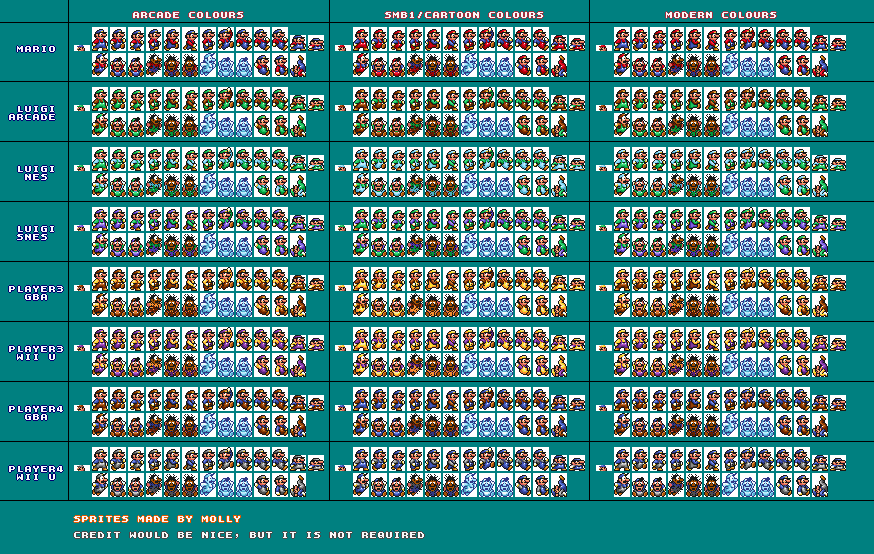 ARCADE COLOURS SMB1/CARTOON COLOURS MODERN COLOURS
MARIO
LUIGI
ARCADE
LUIGI
NES
LUIGI
SNES
PLAYER3
GBA
PLAYER3
WII U
PLAYER4
GBA
PLAYER4
WII U
SPRITES MADE BY MOLLY
CREDIT WOULD BE NICE, BUT IT IS NOT REQUIRED